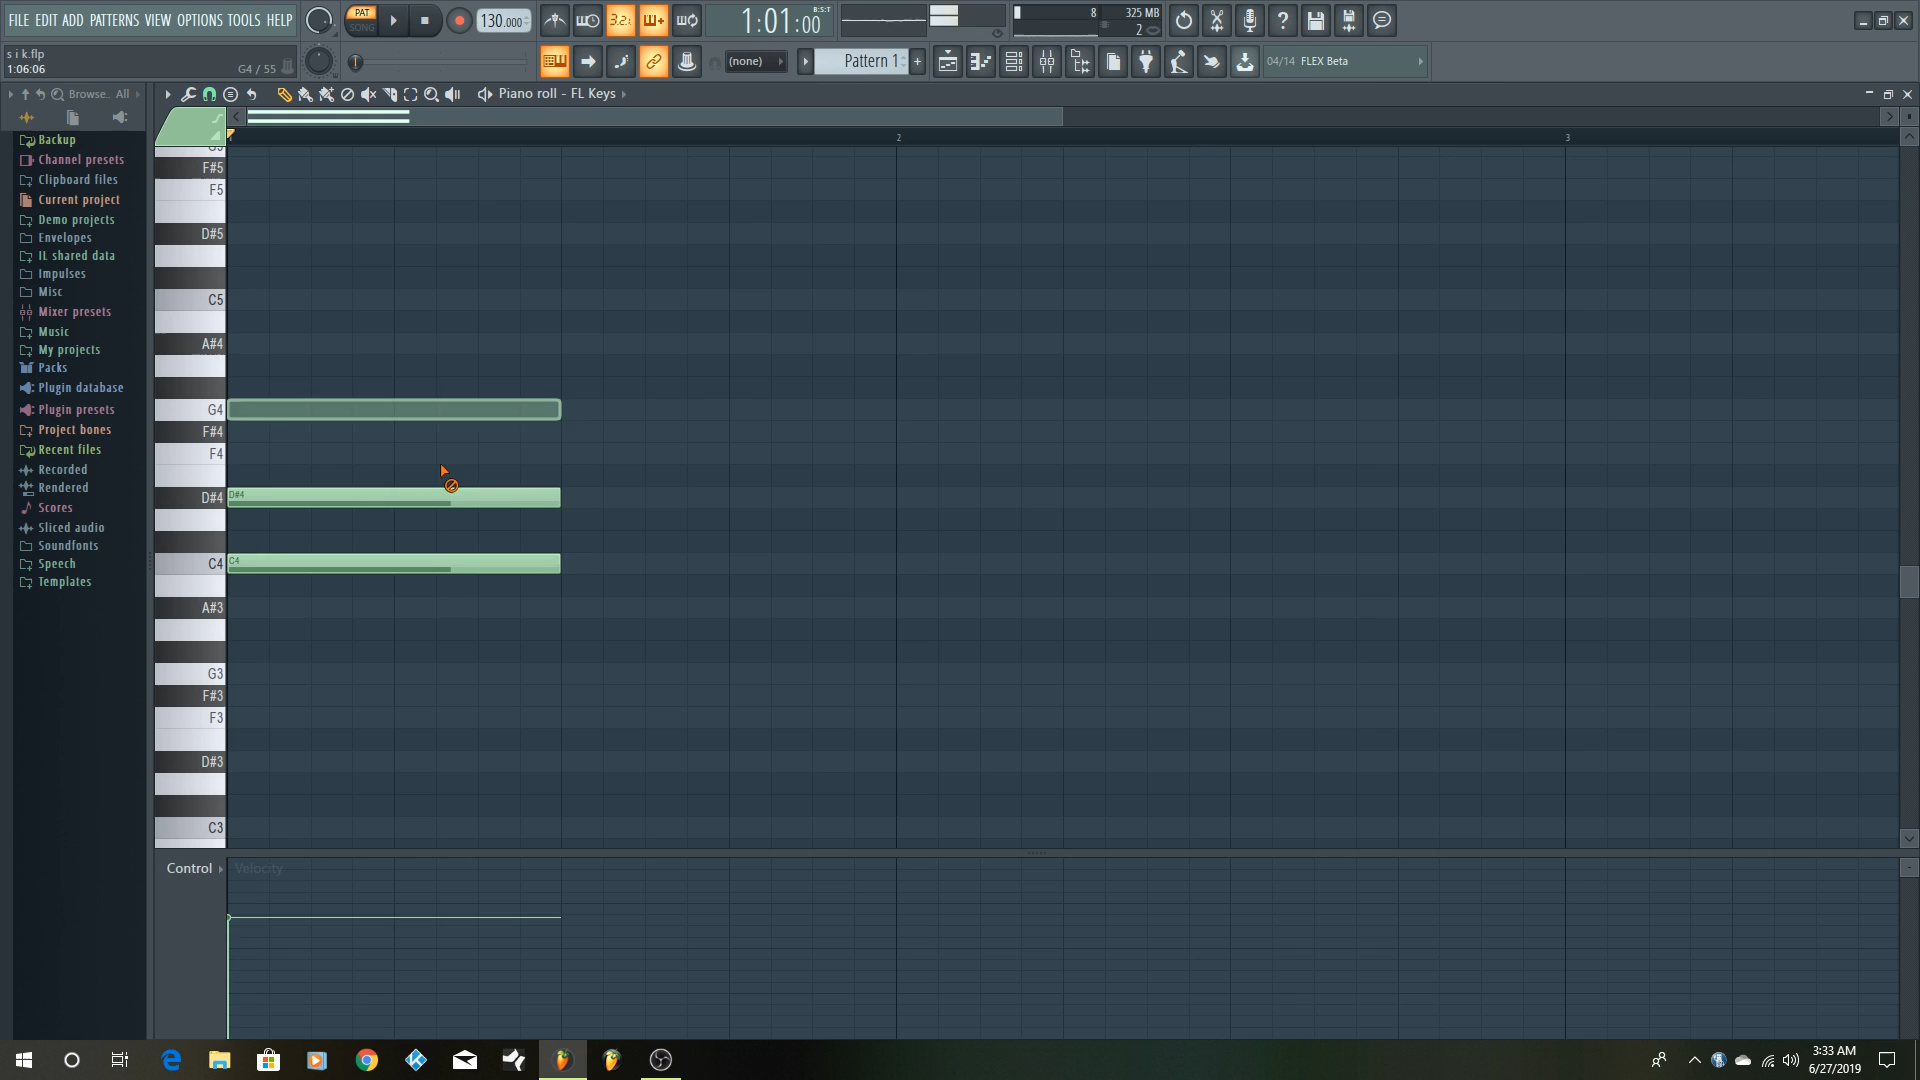 FILE EDIT ADD PATTERNS VIEW OPTIONS TOOLS HELP
PAT
SONG
130.000
3.2.
1:01:00
B:S:T
8
325 MB
2
s i k.flp
1:06:06
G4 / 55
(none)
Pattern 1
+
04/14 FLEX Beta
Browse.. All
Piano roll - FL Keys
Backup
Channel presets
Clipboard files
Current project
Demo projects
Envelopes
IL shared data
Impulses
Misc
Mixer presets
Music
My projects
Packs
Plugin database
Plugin presets
Project bones
Recent files
Recorded
Rendered
Scores
Sliced audio
Soundfonts
Speech
Templates
2
3
G5
F#5
F5
D#5
C5
A#4
G4
F#4
F4
D#4
D#4
C4
C4
A#3
G3
F#3
F3
D#3
C3
Control
Velocity
3:33 AM
6/27/2019